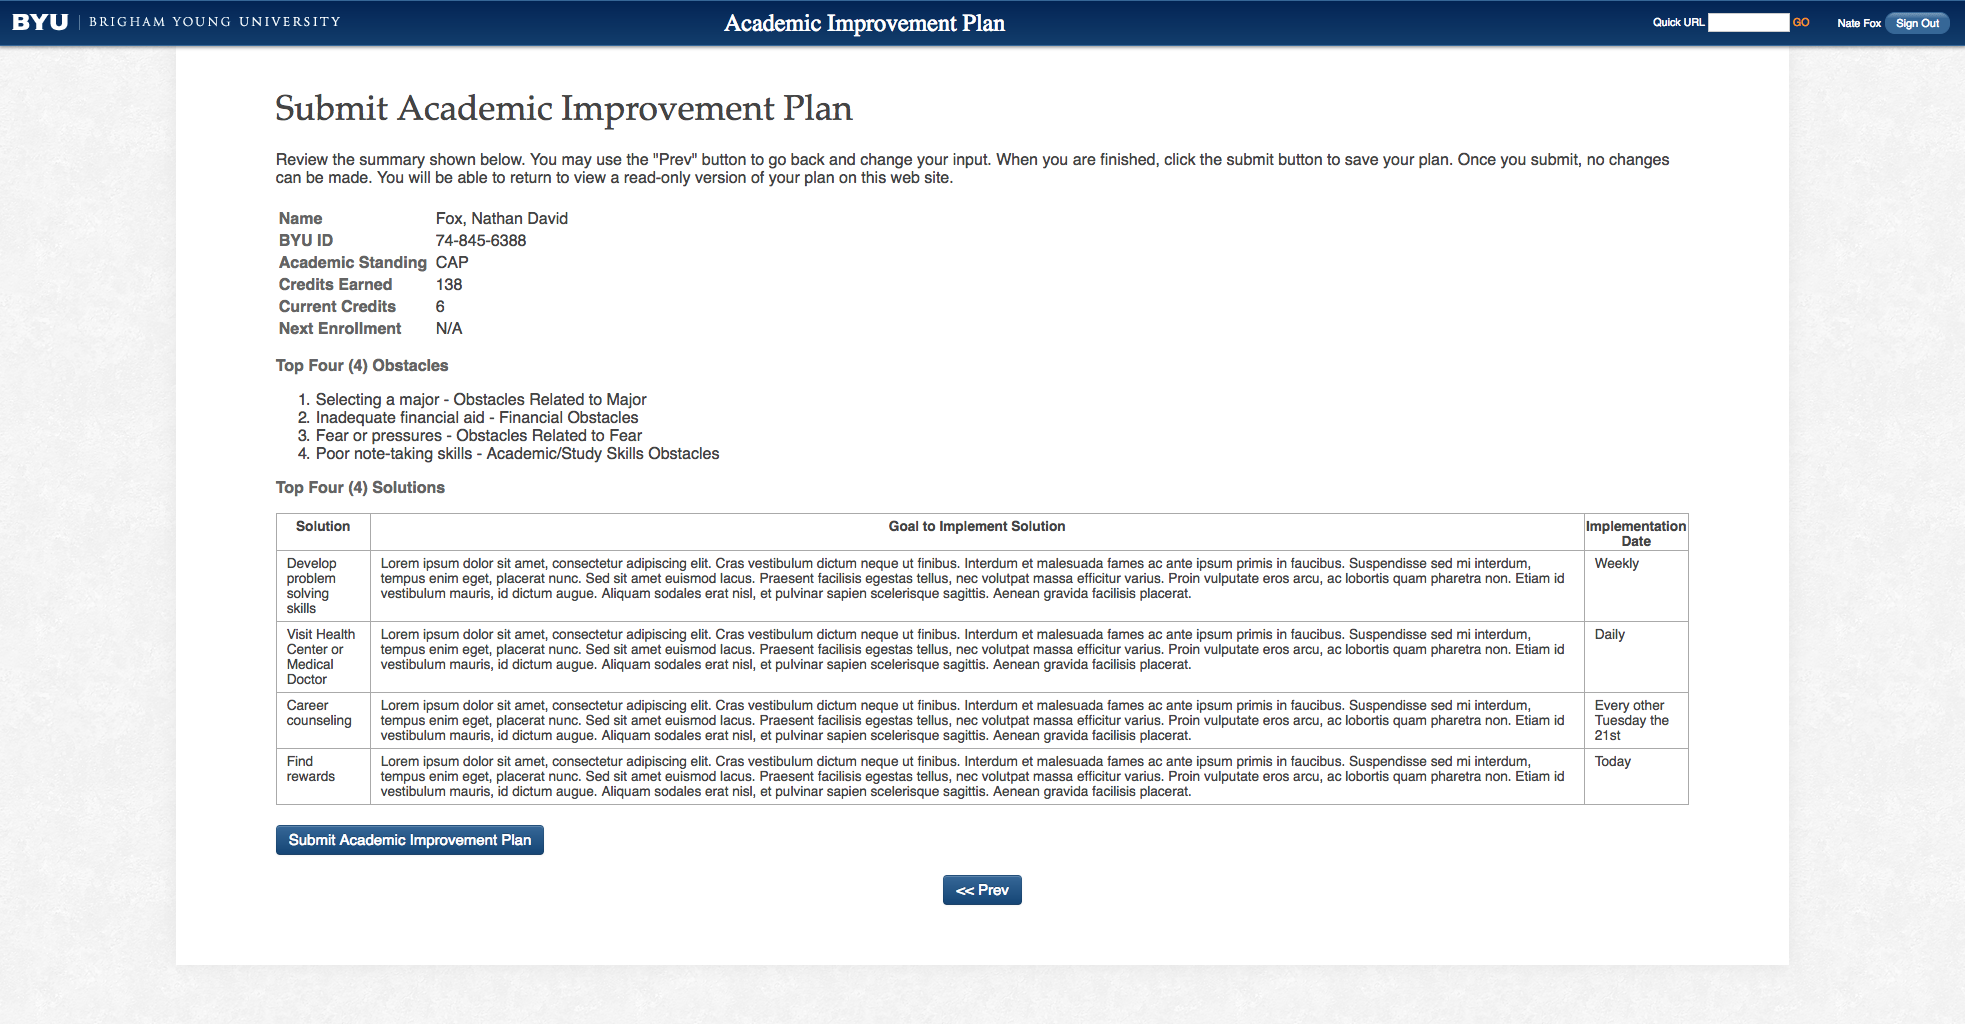 BYU BRIGHAM YOUNG UNIVERSITY
Academic Improvement Plan
Quick URL GO Nate Fox Sign Out
Submit Academic Improvement Plan
Review the summary shown below. You may use the "Prev" button to go back and change your input. When you are finished, click the submit button to save your plan. Once you submit, no changes
can be made. You will be able to return to view a read-only version of your plan on this web site.
Name Fox, Nathan David
BYU ID 74-845-6388
Academic Standing CAP
Credits Earned 138
Current Credits 6
Next Enrollment N/A
Top Four (4) Obstacles
1. Selecting a major - Obstacles Related to Major
2. Inadequate financial aid - Financial Obstacles
3. Fear or pressures - Obstacles Related to Fear
4. Poor note-taking skills - Academic/Study Skills Obstacles
Top Four (4) Solutions
Solution
Goal to Implement Solution
Implementation
Date
Develop
problem
solving
skills
Lorem ipsum dolor sit amet, consectetur adipiscing elit. Cras vestibulum dictum neque ut finibus. Interdum et malesuada fames ac ante ipsum primis in faucibus. Suspendisse sed mi interdum,
tempus enim eget, placerat nunc. Sed sit amet euismod lacus. Praesent facilisis egestas tellus, nec volutpat massa efficitur varius. Proin vulputate eros arcu, ac lobortis quam pharetra non. Etiam id
vestibulum mauris, id dictum augue. Aliquam sodales erat nisl, et pulvinar sapien scelerisque sagittis. Aenean gravida facilisis placerat.
Weekly
Visit Health
Center or
Medical
Doctor
Lorem ipsum dolor sit amet, consectetur adipiscing elit. Cras vestibulum dictum neque ut finibus. Interdum et malesuada fames ac ante ipsum primis in faucibus. Suspendisse sed mi interdum,
tempus enim eget, placerat nunc. Sed sit amet euismod lacus. Praesent facilisis egestas tellus, nec volutpat massa efficitur varius. Proin vulputate eros arcu, ac lobortis quam pharetra non. Etiam id
vestibulum mauris, id dictum augue. Aliquam sodales erat nisl, et pulvinar sapien scelerisque sagittis. Aenean gravida facilisis placerat.
Daily
Career
counseling
Lorem ipsum dolor sit amet, consectetur adipiscing elit. Cras vestibulum dictum neque ut finibus. Interdum et malesuada fames ac ante ipsum primis in faucibus. Suspendisse sed mi interdum,
tempus enim eget, placerat nunc. Sed sit amet euismod lacus. Praesent facilisis egestas tellus, nec volutpat massa efficitur varius. Proin vulputate eros arcu, ac lobortis quam pharetra non. Etiam id
vestibulum mauris, id dictum augue. Aliquam sodales erat nisl, et pulvinar sapien scelerisque sagittis. Aenean gravida facilisis placerat.
Every other
Tuesday the
21st
Find
rewards
Lorem ipsum dolor sit amet, consectetur adipiscing elit. Cras vestibulum dictum neque ut finibus. Interdum et malesuada fames ac ante ipsum primis in faucibus. Suspendisse sed mi interdum,
tempus enim eget, placerat nunc. Sed sit amet euismod lacus. Praesent facilisis egestas tellus, nec volutpat massa efficitur varius. Proin vulputate eros arcu, ac lobortis quam pharetra non. Etiam id
vestibulum mauris, id dictum augue. Aliquam sodales erat nisl, et pulvinar sapien scelerisque sagittis. Aenean gravida facilisis placerat.
Today
Submit Academic Improvement Plan
<< Prev